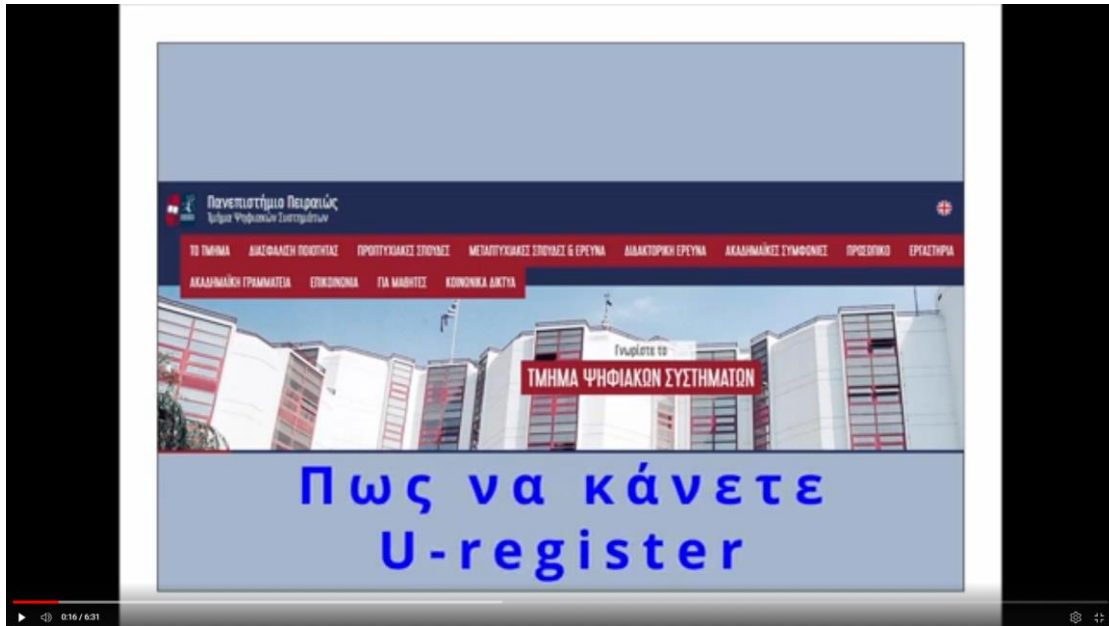 Πανεπιστήμιο Πειραιώς
Τμήμα Ψηφιακών Συστημάτων
ΤΟ ΤΜΗΜΑ ΔΙΑΣΦΑΛΙΣΗ ΠΟΙΟΤΗΤΑΣ ΠΡΟΠΤΥΧΙΑΚΕΣ ΣΠΟΥΔΕΣ ΜΕΤΑΠΤΥΧΙΑΚΕΣ ΣΠΟΥΔΕΣ & ΕΡΕΥΝΑ ΔΙΔΑΚΤΟΡΙΚΗ ΕΡΕΥΝΑ ΑΚΑΔΗΜΑΪΚΕΣ ΣΥΜΦΩΝΙΕΣ ΠΡΟΣΩΠΙΚΟ ΕΡΓΑΣΤΗΡΙΑ
ΑΚΑΔΗΜΑΪΚΗ ΓΡΑΜΜΑΤΕΙΑ ΕΠΙΚΟΙΝΩΝΙΑ ΓΙΑ ΜΑΘΗΤΕΣ ΚΟΙΝΩΝΙΚΑ ΔΙΚΤΥΑ
Γνωρίστε το
ΤΜΗΜΑ ΨΗΦΙΑΚΩΝ ΣΥΣΤΗΜΑΤΩΝ
Πως να κάνετε
U-register
0:16 / 6:31